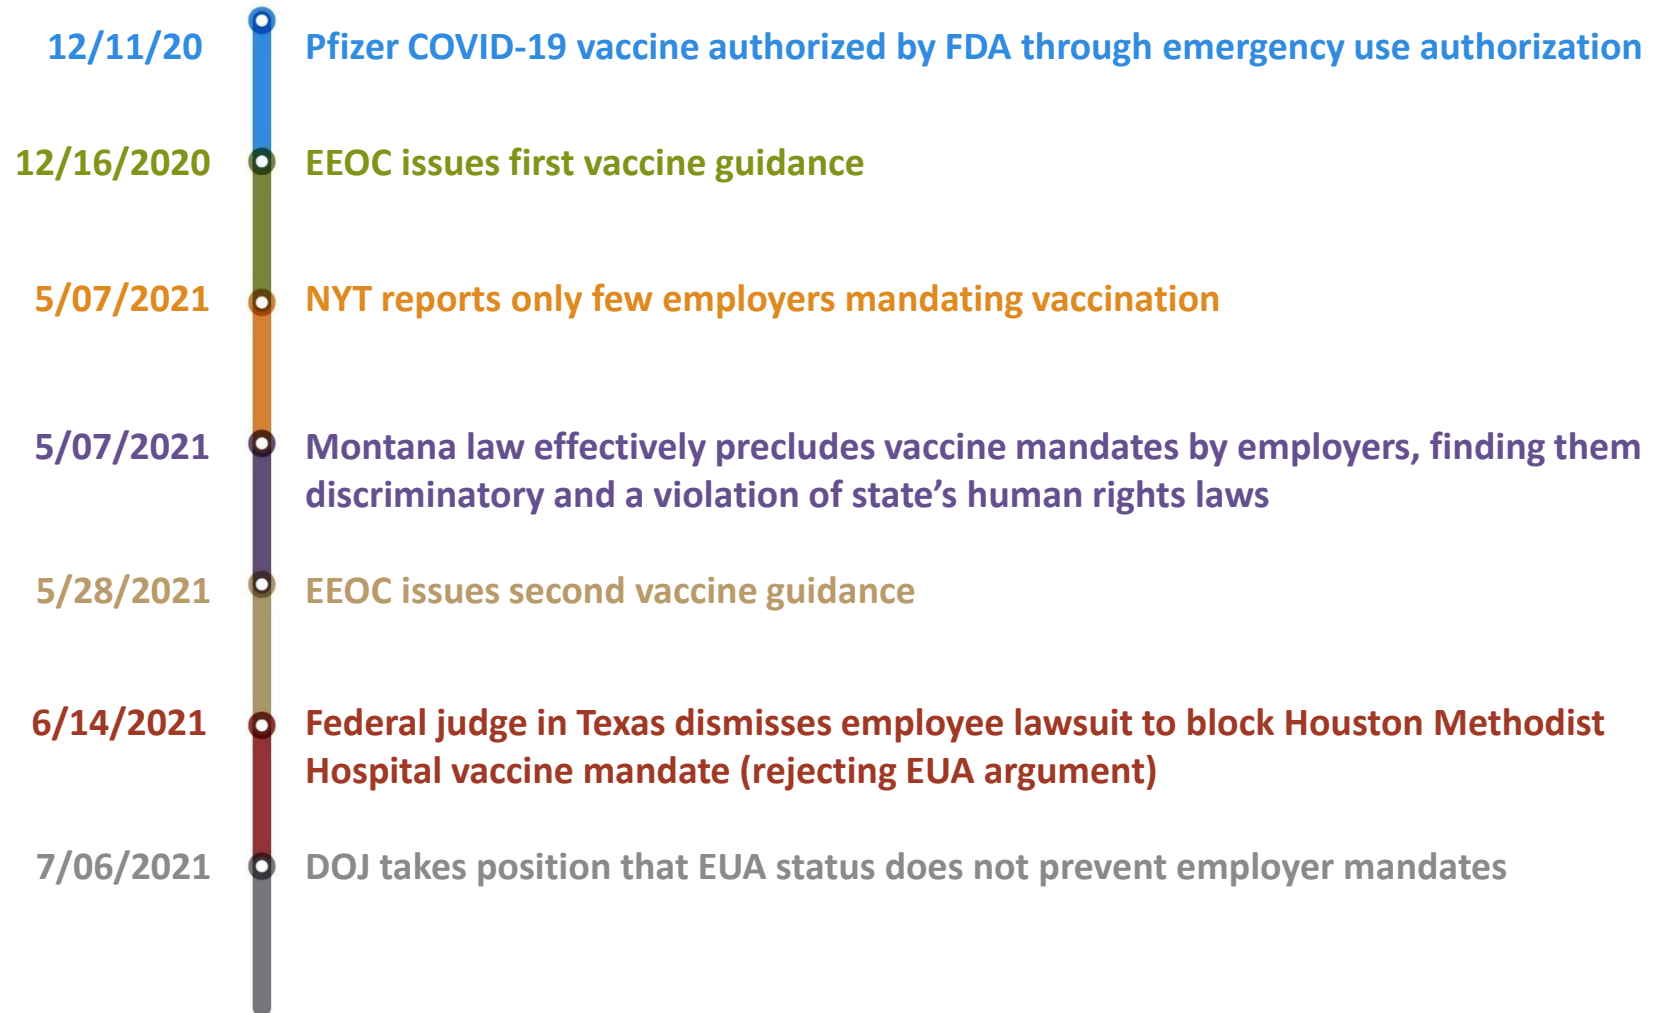 12/11/20 Pfizer COVID-19 vaccine authorized by FDA through emergency use authorization
12/16/2020 EEOC issues first vaccine guidance
5/07/2021 NYT reports only few employers mandating vaccination
5/07/2021 Montana law effectively precludes vaccine mandates by employers, finding them
discriminatory and a violation of state’s human rights laws
5/28/2021 EEOC issues second vaccine guidance
6/14/2021 Federal judge in Texas dismisses employee lawsuit to block Houston Methodist
Hospital vaccine mandate (rejecting EUA argument)
7/06/2021 DOJ takes position that EUA status does not prevent employer mandates